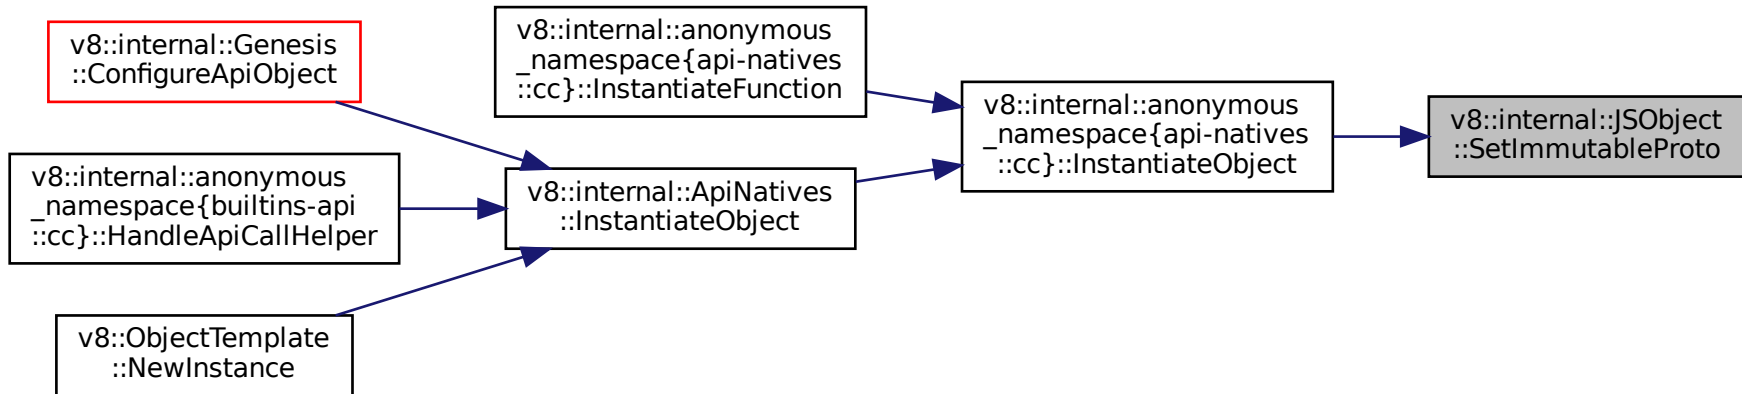 v8::internal::Genesis
::ConfigureApiObject
v8::internal::anonymous
_namespace{builtins-api
::cc}::HandleApiCallHelper
v8::ObjectTemplate
::NewInstance
v8::internal::anonymous
_namespace{api-natives
::cc}::InstantiateFunction
v8::internal::ApiNatives
::InstantiateObject
v8::internal::anonymous
_namespace{api-natives
::cc}::InstantiateObject
v8::internal::JSObject
::SetImmutableProto